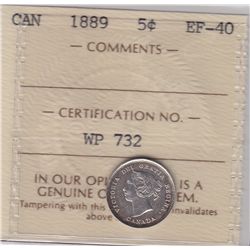 CAN 1889 5¢ EF-40
COMMENTS
CERTIFICATION NO.
WP 732
VICTORIA DEI GRATIA REGINA
IN OUR OPI IS A
GENUINE C EM.
Tampering with this invalidates
above